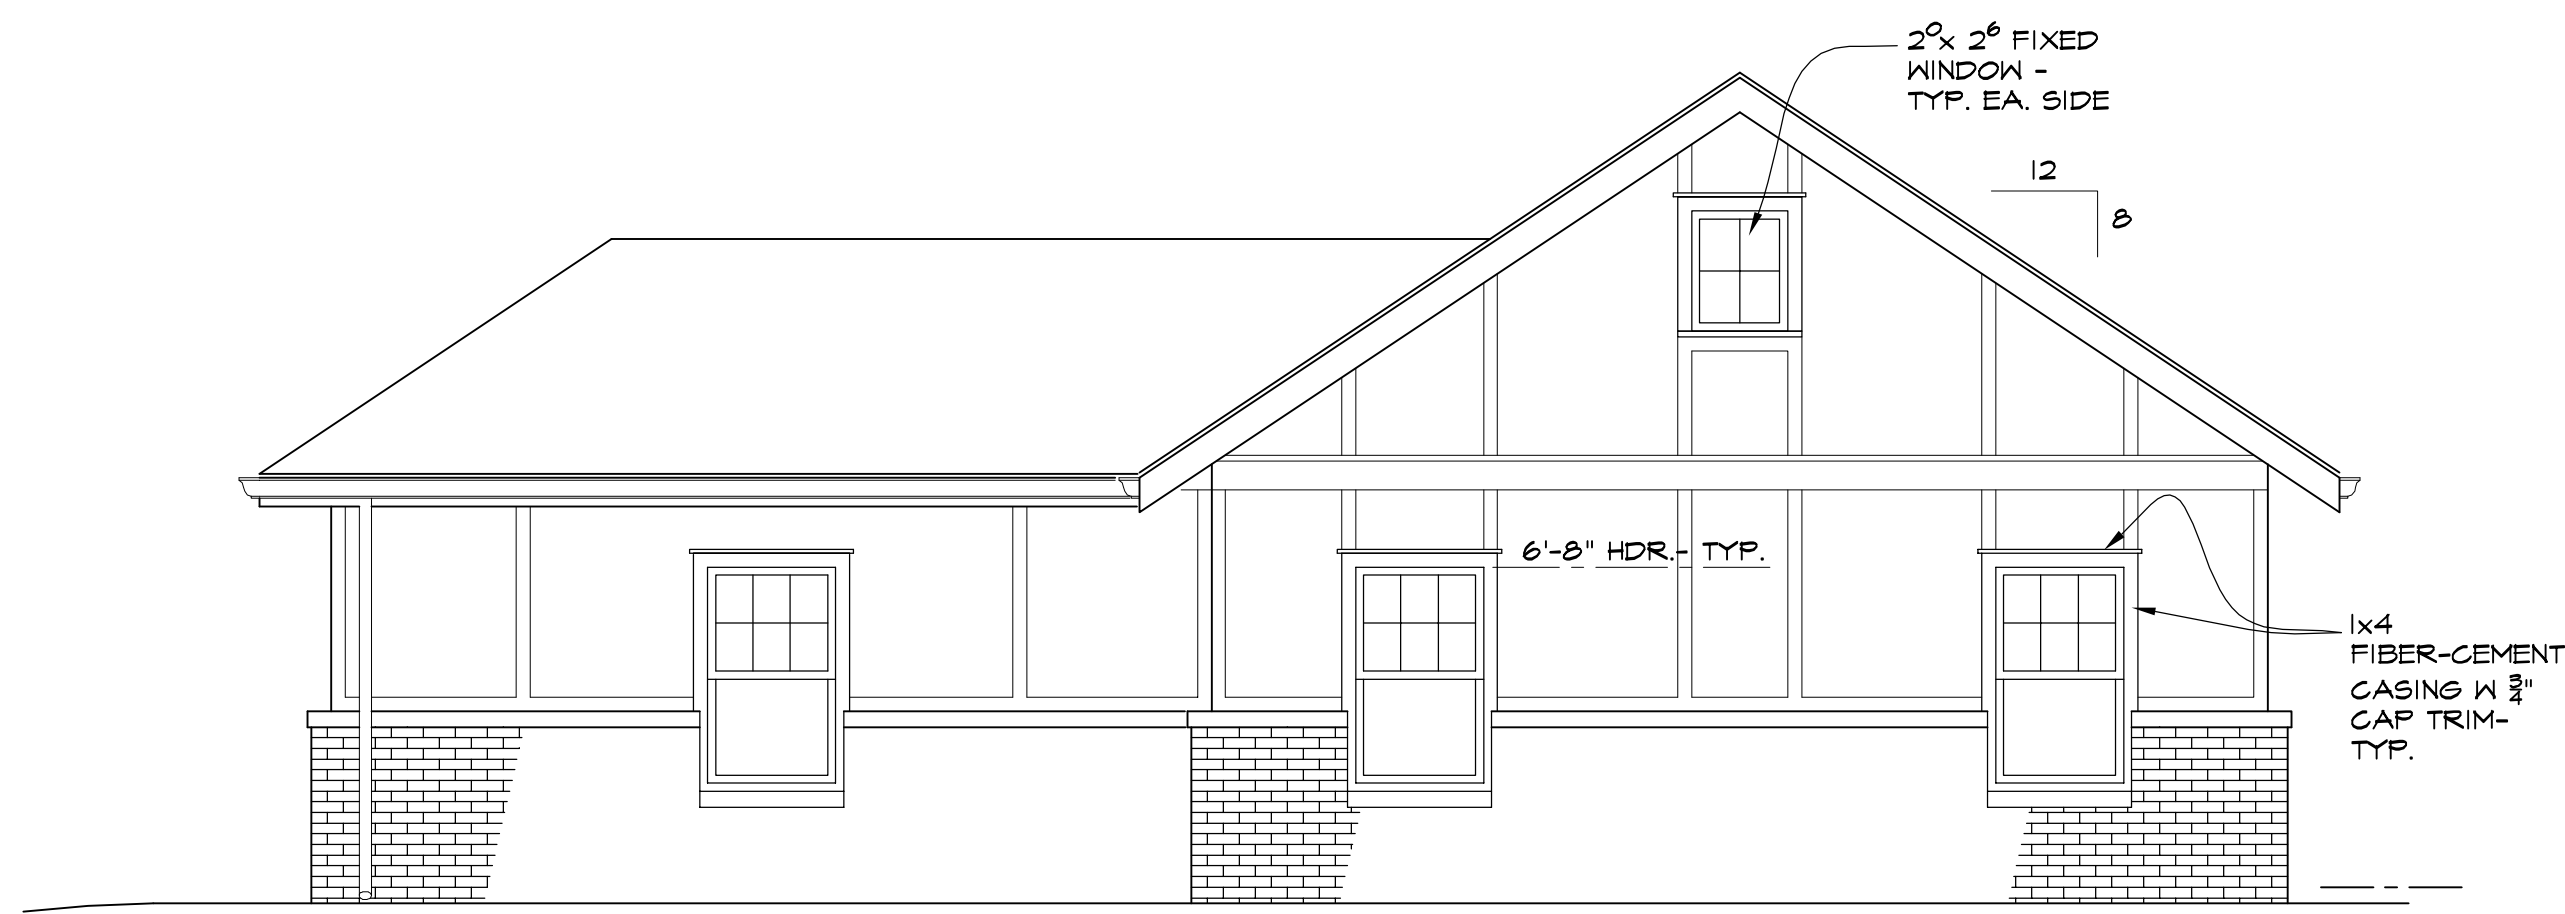 2⁰x 2⁶ FIXED
WINDOW -
TYP. EA. SIDE
12
8
6'-8" HDR.- TYP.
1x4
FIBER-CEMENT
CASING W ¾"
CAP TRIM-
TYP.